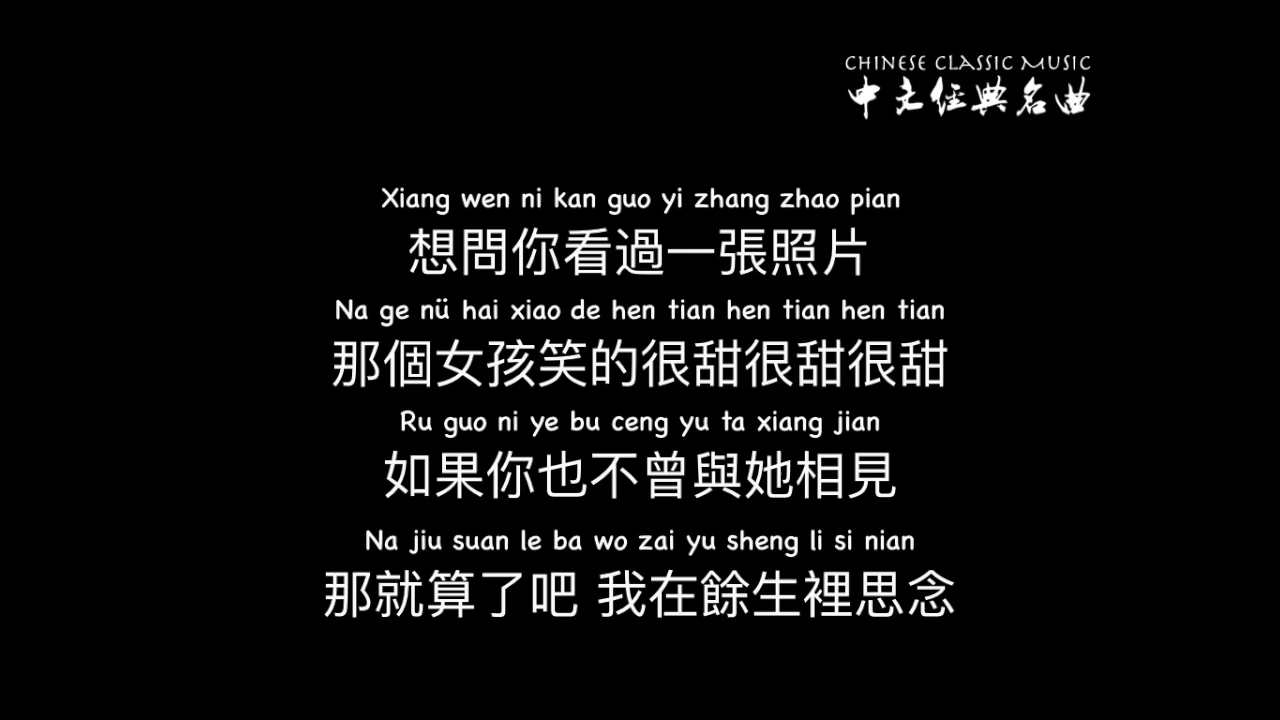 CHINESE CLASSIC MUSIC
中文經典名曲
Xiang wen ni kan guo yi zhang zhao pian
想問你看過一張照片
Na ge nü hai xiao de hen tian hen tian hen tian
那個女孩笑的很甜很甜很甜
Ru guo ni ye bu ceng yu ta xiang jian
如果你也不曾與她相見
Na jiu suan le ba wo zai yu sheng li si nian
那就算了吧 我在餘生裡思念